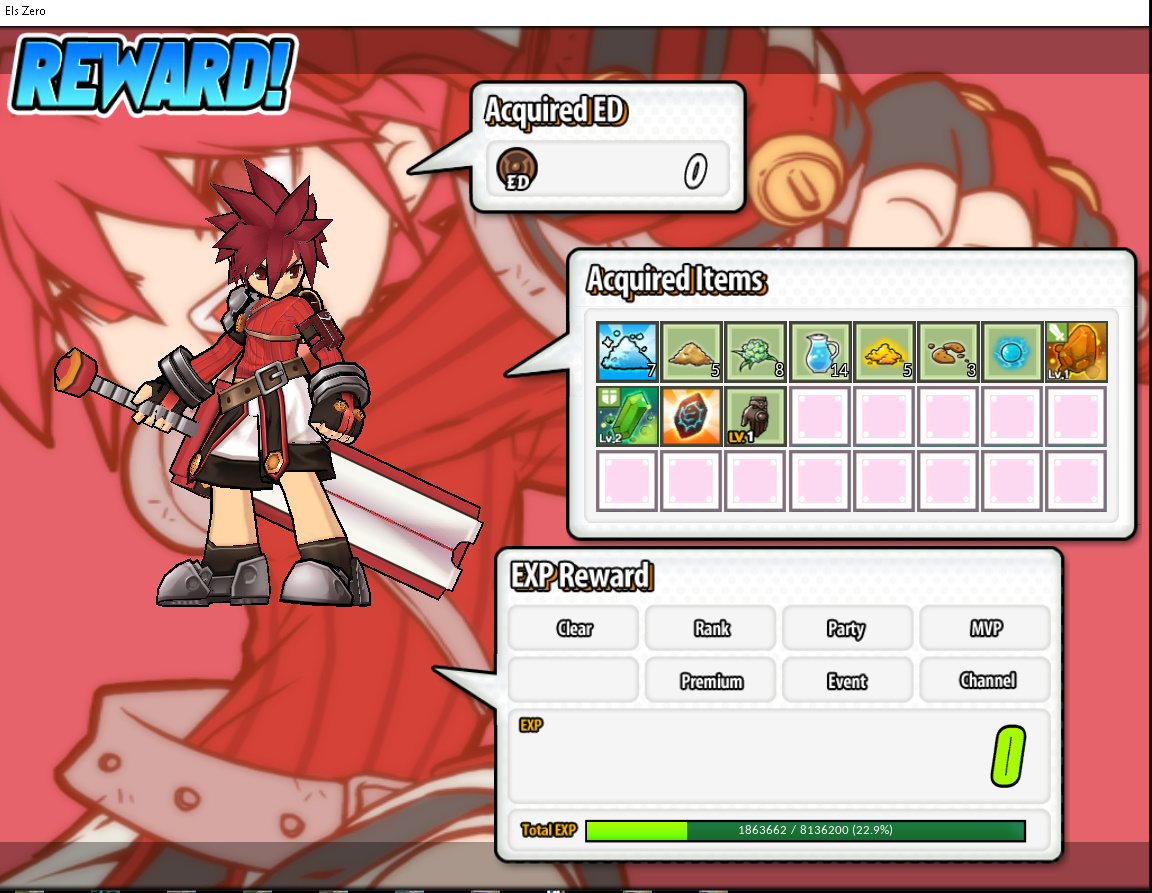 Els Zero
REWARD!
Acquired ED
ED
0
Acquired Items
7
5
8
14
5
3
Lv.1
Lv.2
LV.1
EXP Reward
Clear Rank Party MVP
Premium Event Channel
EXP
0
Total EXP 1863662 / 8136200 (22.9%)